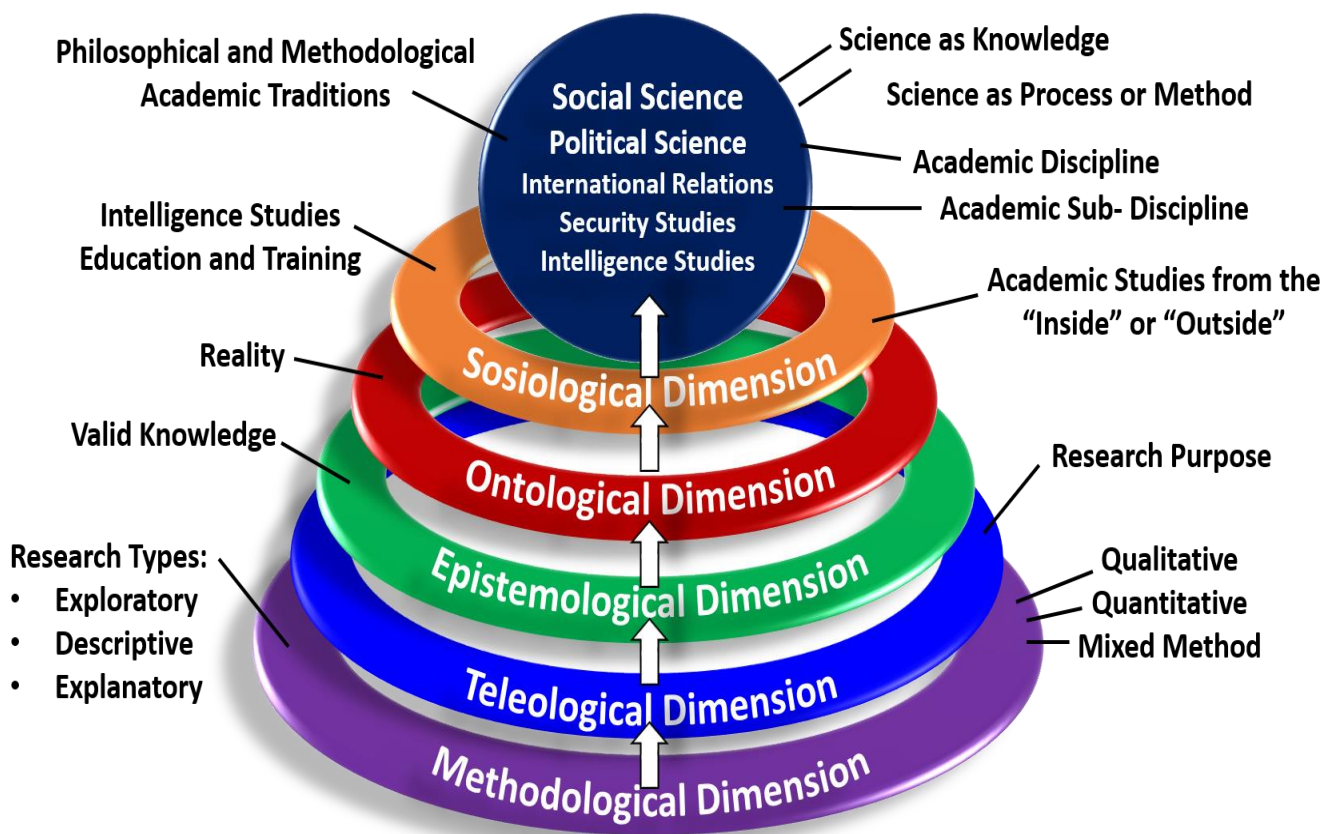 Philosophical and Methodological
Academic Traditions
Science as Knowledge
Science as Process or Method
Academic Discipline
Academic Sub- Discipline
Social Science
Political Science
International Relations
Security Studies
Intelligence Studies
Intelligence Studies
Education and Training
Academic Studies from the
“Inside” or “Outside”
Sosiological Dimension
Reality
Ontological Dimension
Valid Knowledge
Epistemological Dimension
Research Purpose
Teleological Dimension
Research Types:
• Exploratory
• Descriptive
• Explanatory
Qualitative
Quantitative
Mixed Method
Methodological Dimension